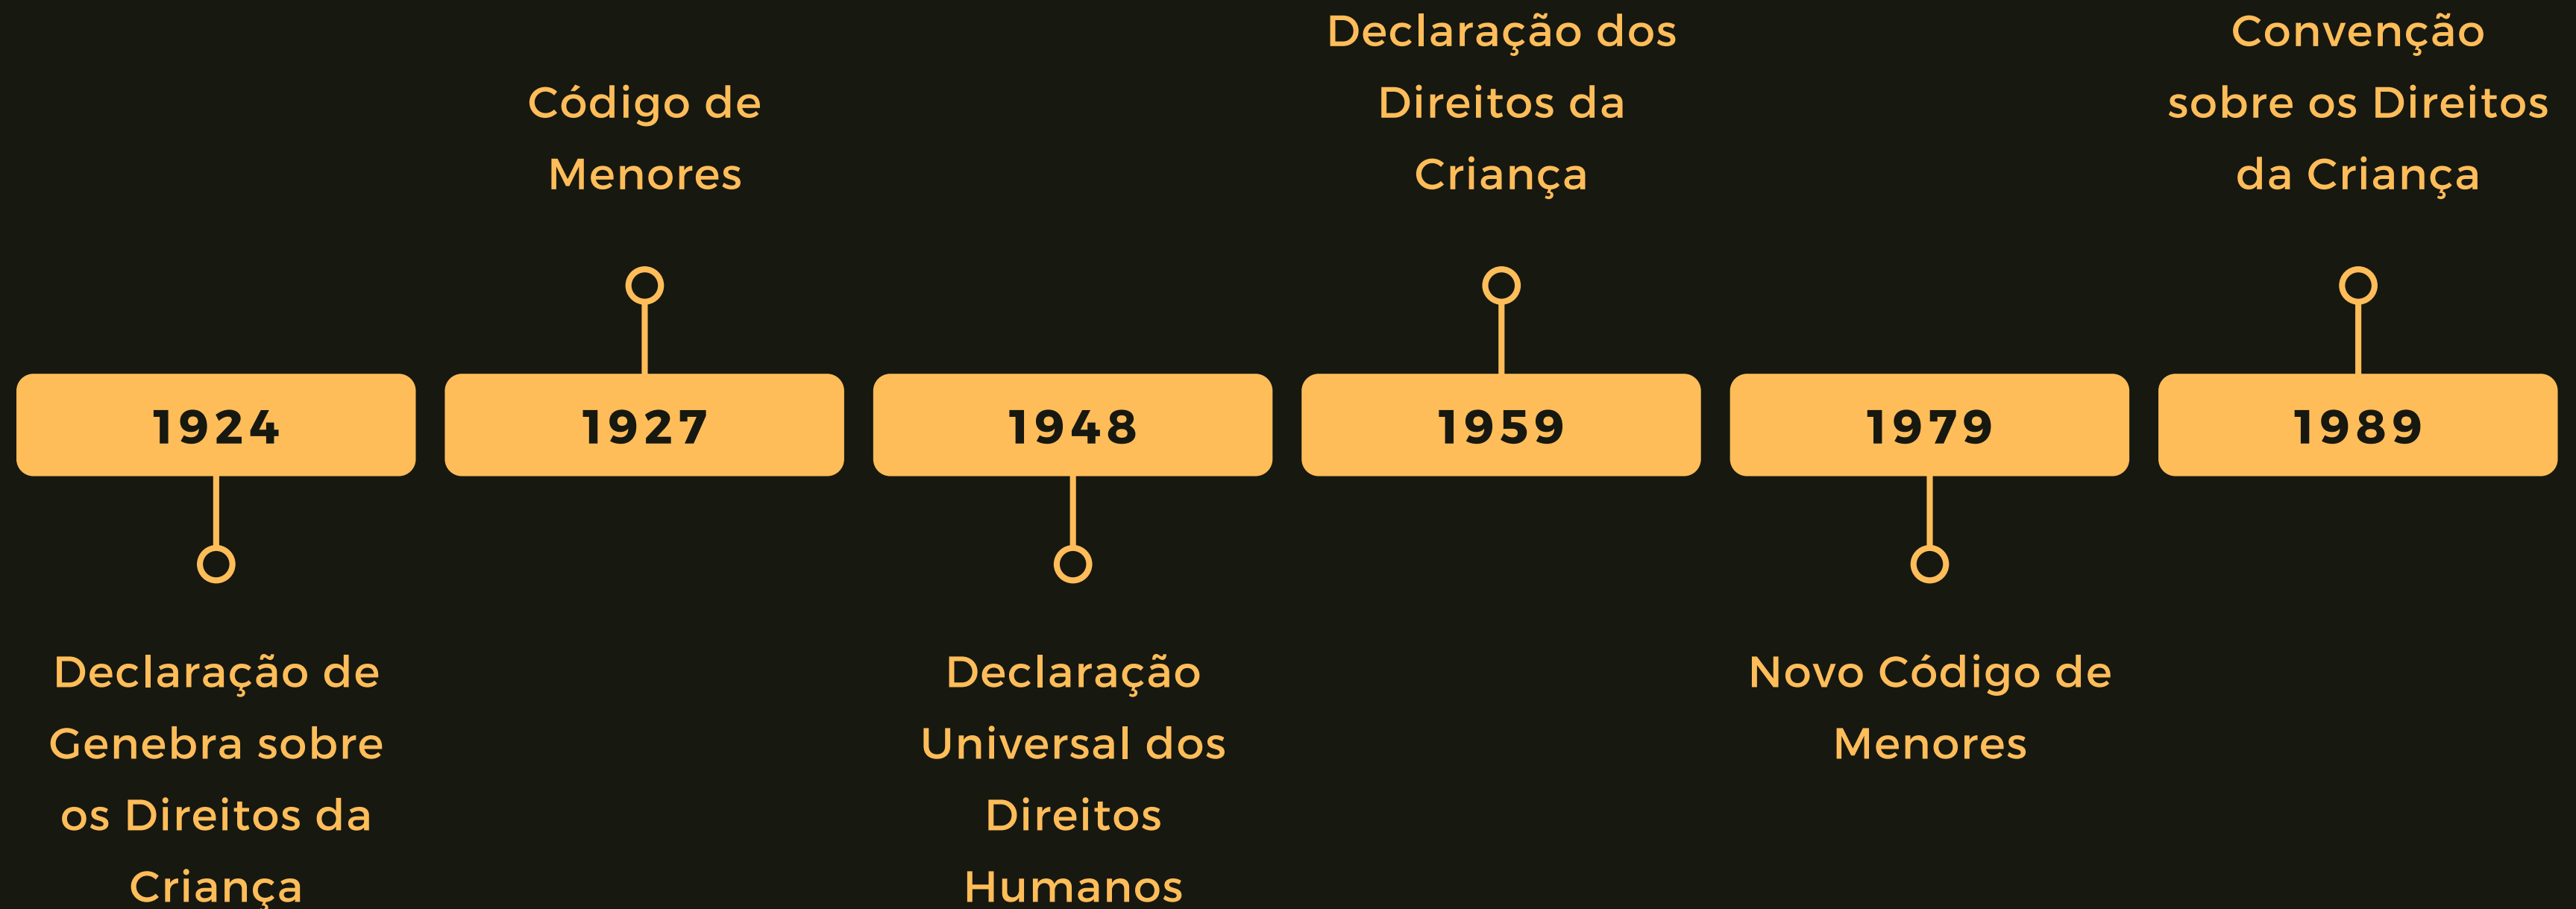 1924
Declaração de
Genebra sobre
os Direitos da
Criança
Código de
Menores
1927
1948
Declaração
Universal dos
Direitos
Humanos
Declaração dos
Direitos da
Criança
1959
1979
Novo Código de
Menores
Convenção
sobre os Direitos
da Criança
1989